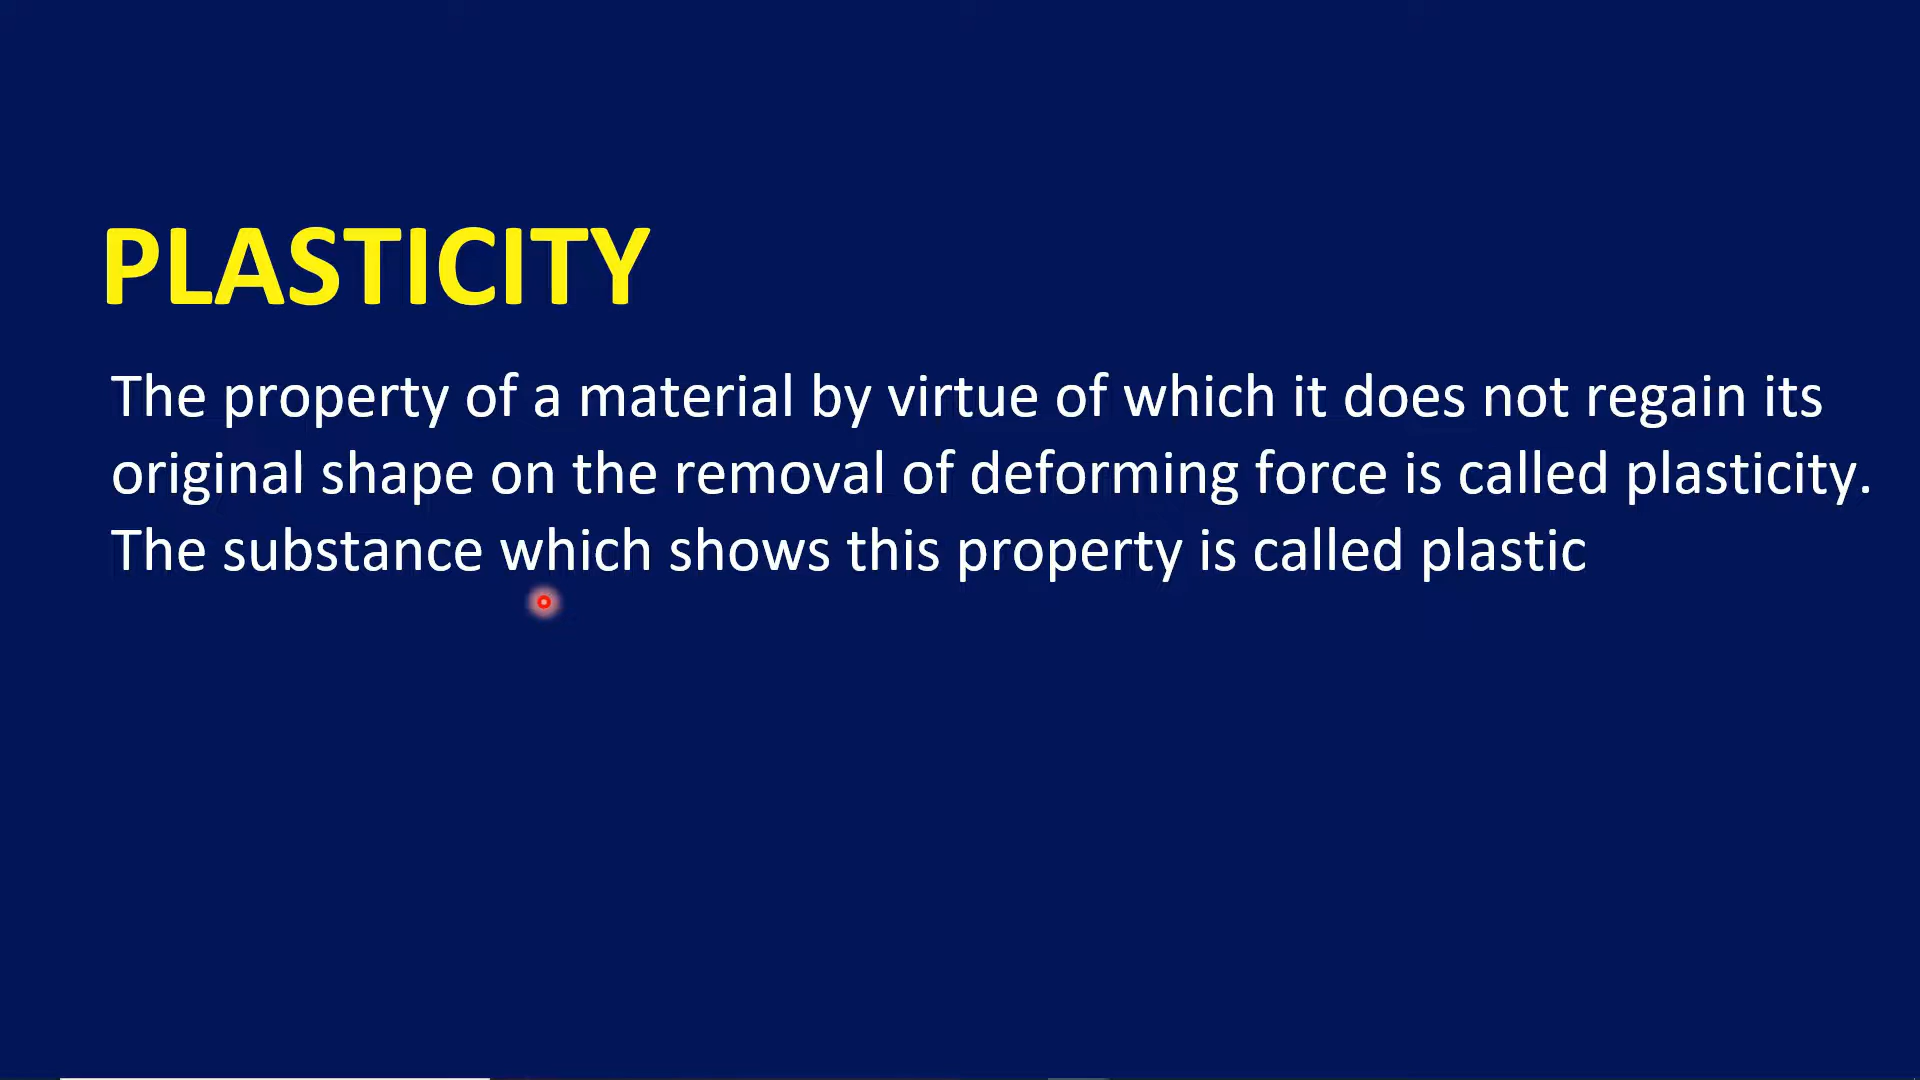 PLASTICITY
The property of a material by virtue of which it does not regain its
original shape on the removal of deforming force is called plasticity.
The substance which shows this property is called plastic